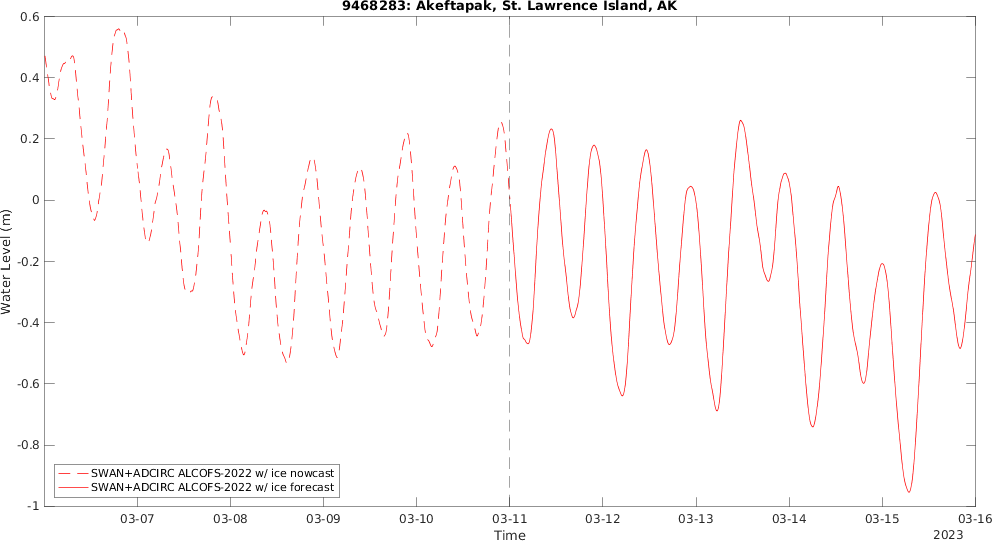 9468283: Akeftapak, St. Lawrence Island, AK
0.6
0.4
0.2
0
-0.2
-0.4
-0.6
-0.8
-1
Water Level (m)
SWAN+ADCIRC ALCOFS-2022 w/ ice nowcast
SWAN+ADCIRC ALCOFS-2022 w/ ice forecast
03-07 03-08 03-09 03-10 03-11 03-12 03-13 03-14 03-15 03-16
Time
2023